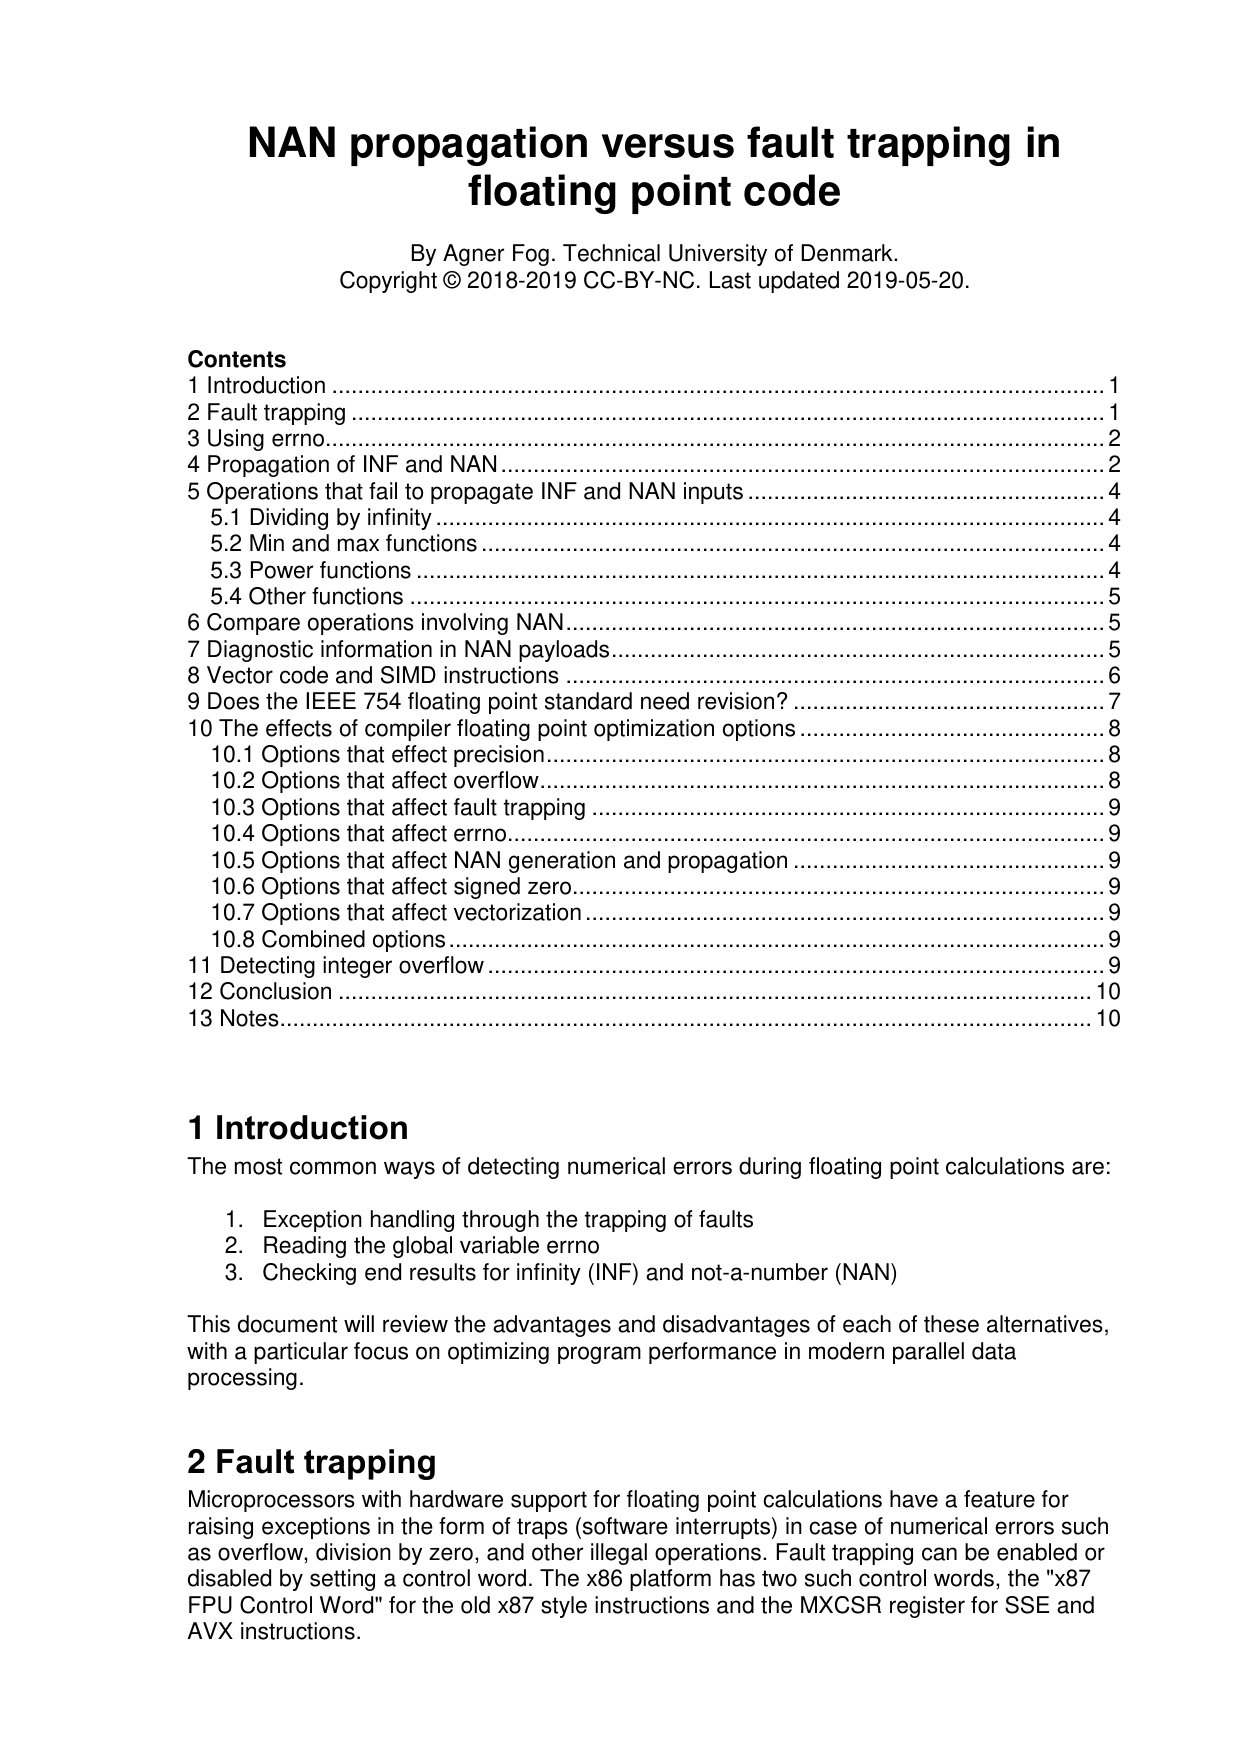 NAN propagation versus fault trapping in
floating point code
By Agner Fog. Technical University of Denmark.
Copyright © 2018-2019 CC-BY-NC. Last updated 2019-05-20.
Contents
1 Introduction ........................................................................................................................ 1
2 Fault trapping ..................................................................................................................... 1
3 Using errno......................................................................................................................... 2
4 Propagation of INF and NAN .............................................................................................. 2
5 Operations that fail to propagate INF and NAN inputs ........................................................ 4
5.1 Dividing by infinity ........................................................................................................ 4
5.2 Min and max functions ................................................................................................. 4
5.3 Power functions ........................................................................................................... 4
5.4 Other functions ............................................................................................................ 5
6 Compare operations involving NAN.................................................................................... 5
7 Diagnostic information in NAN payloads............................................................................. 5
8 Vector code and SIMD instructions .................................................................................... 6
9 Does the IEEE 754 floating point standard need revision? ................................................. 7
10 The effects of compiler floating point optimization options ................................................ 8
10.1 Options that effect precision....................................................................................... 8
10.2 Options that affect overflow........................................................................................ 8
10.3 Options that affect fault trapping ................................................................................ 9
10.4 Options that affect errno............................................................................................. 9
10.5 Options that affect NAN generation and propagation ................................................. 9
10.6 Options that affect signed zero................................................................................... 9
10.7 Options that affect vectorization ................................................................................. 9
10.8 Combined options ...................................................................................................... 9
11 Detecting integer overflow ................................................................................................ 9
12 Conclusion ..................................................................................................................... 10
13 Notes.............................................................................................................................. 10
1 Introduction
The most common ways of detecting numerical errors during floating point calculations are:
1. Exception handling through the trapping of faults
2. Reading the global variable errno
3. Checking end results for infinity (INF) and not-a-number (NAN)
This document will review the advantages and disadvantages of each of these alternatives,
with a particular focus on optimizing program performance in modern parallel data
processing.
2 Fault trapping
Microprocessors with hardware support for floating point calculations have a feature for
raising exceptions in the form of traps (software interrupts) in case of numerical errors such
as overflow, division by zero, and other illegal operations. Fault trapping can be enabled or
disabled by setting a control word. The x86 platform has two such control words, the "x87
FPU Control Word" for the old x87 style instructions and the MXCSR register for SSE and
AVX instructions.